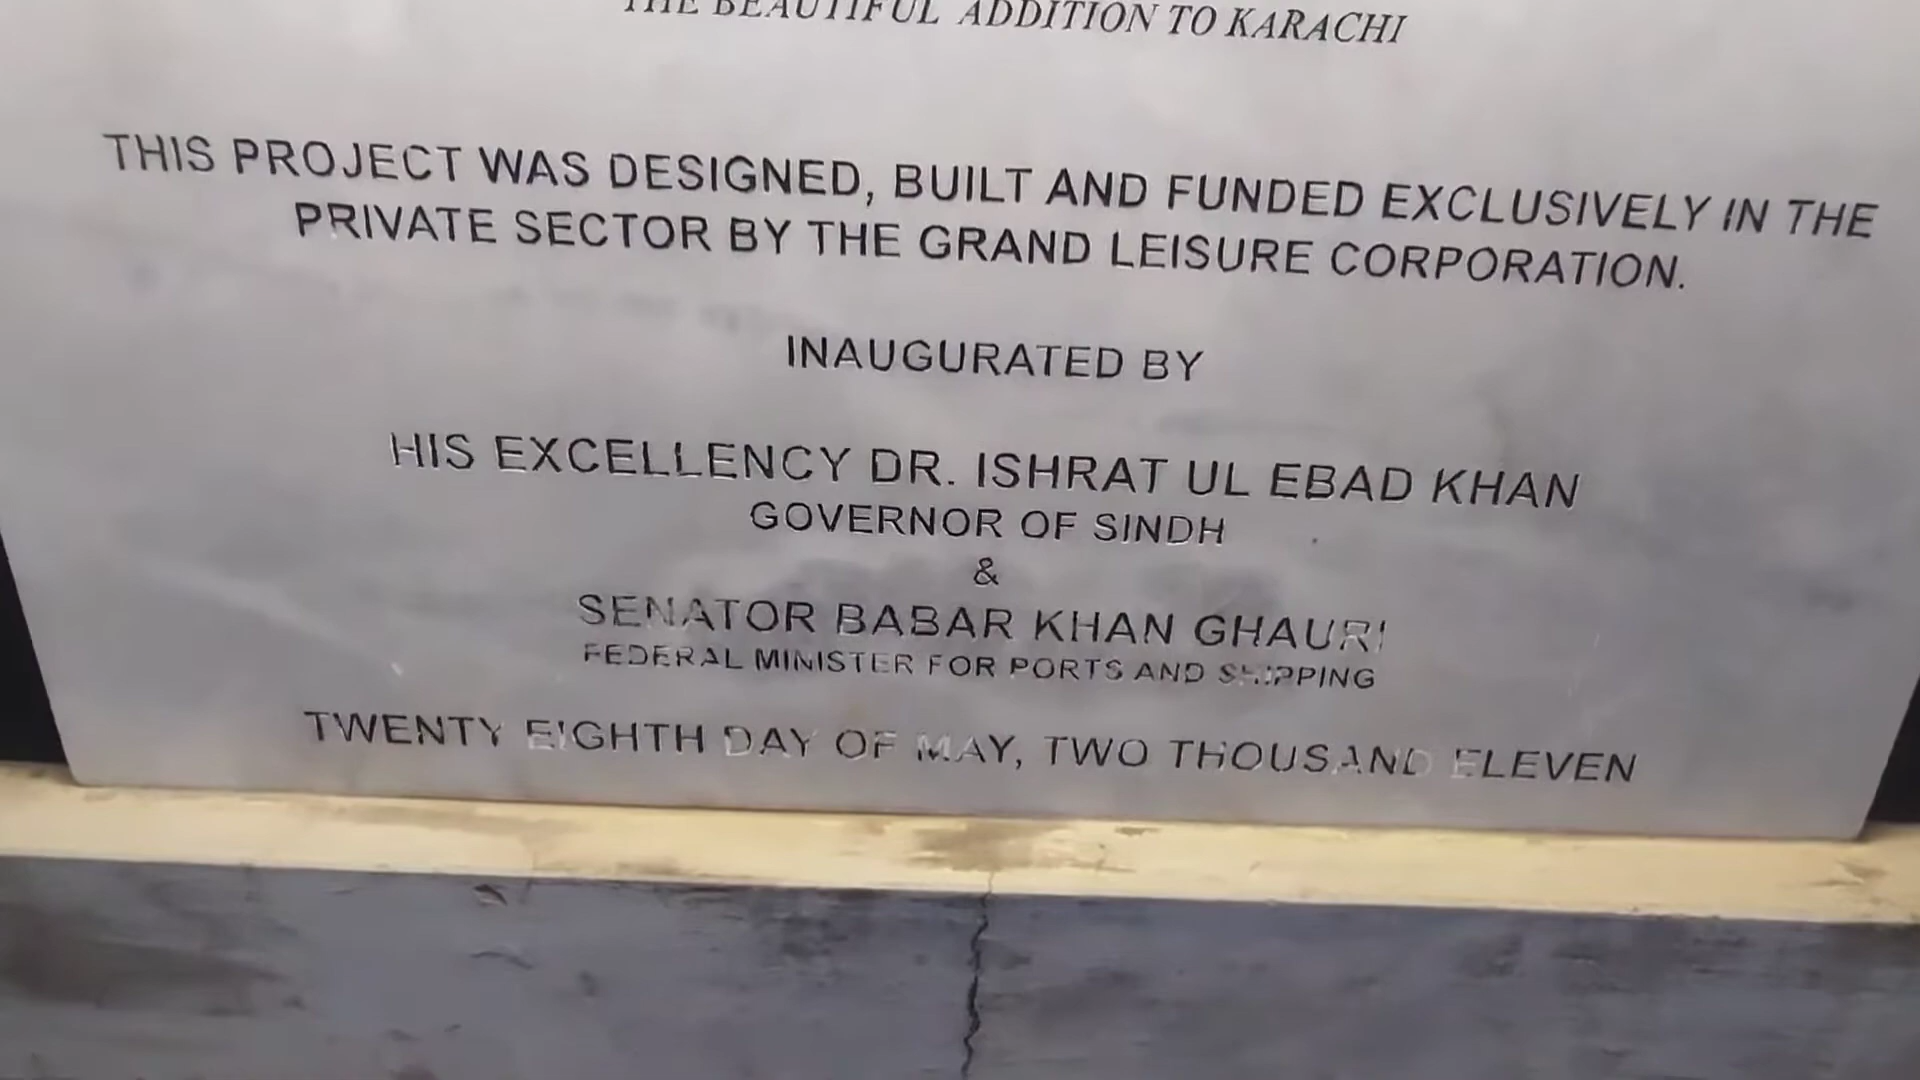 THE BEAUTIFUL ADDITION TO KARACHI
THIS PROJECT WAS DESIGNED, BUILT AND FUNDED EXCLUSIVELY IN THE
PRIVATE SECTOR BY THE GRAND LEISURE CORPORATION.
INAUGURATED BY
HIS EXCELLENCY DR. ISHRAT UL EBAD KHAN
GOVERNOR OF SINDH
&
SENATOR BABAR KHAN GHAURI
FEDERAL MINISTER FOR PORTS AND SHIPPING
TWENTY EIGHTH DAY OF MAY, TWO THOUSAND ELEVEN